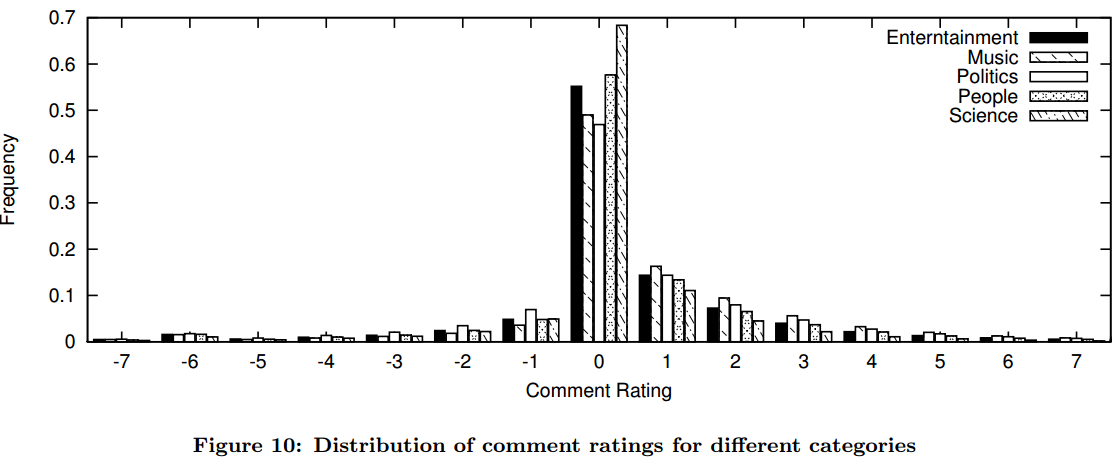 0.7
0.6
0.5
0.4
0.3
0.2
0.1
0
Frequency
Enterntainment
Music
Politics
People
Science
-7 -6 -5 -4 -3 -2 -1 0 1 2 3 4 5 6 7
Comment Rating
Figure 10: Distribution of comment ratings for different categories